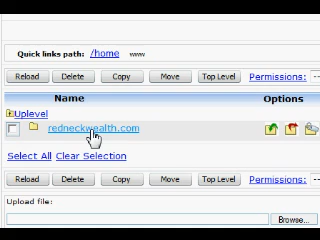 Quick links path: /home www
Reload Delete Copy Move Top Level Permissions: --
Name Options
Uplevel
redneckwealth.com
Select All Clear Selection
Reload Delete Copy Move Top Level Permissions: --
Upload file:
Browse...